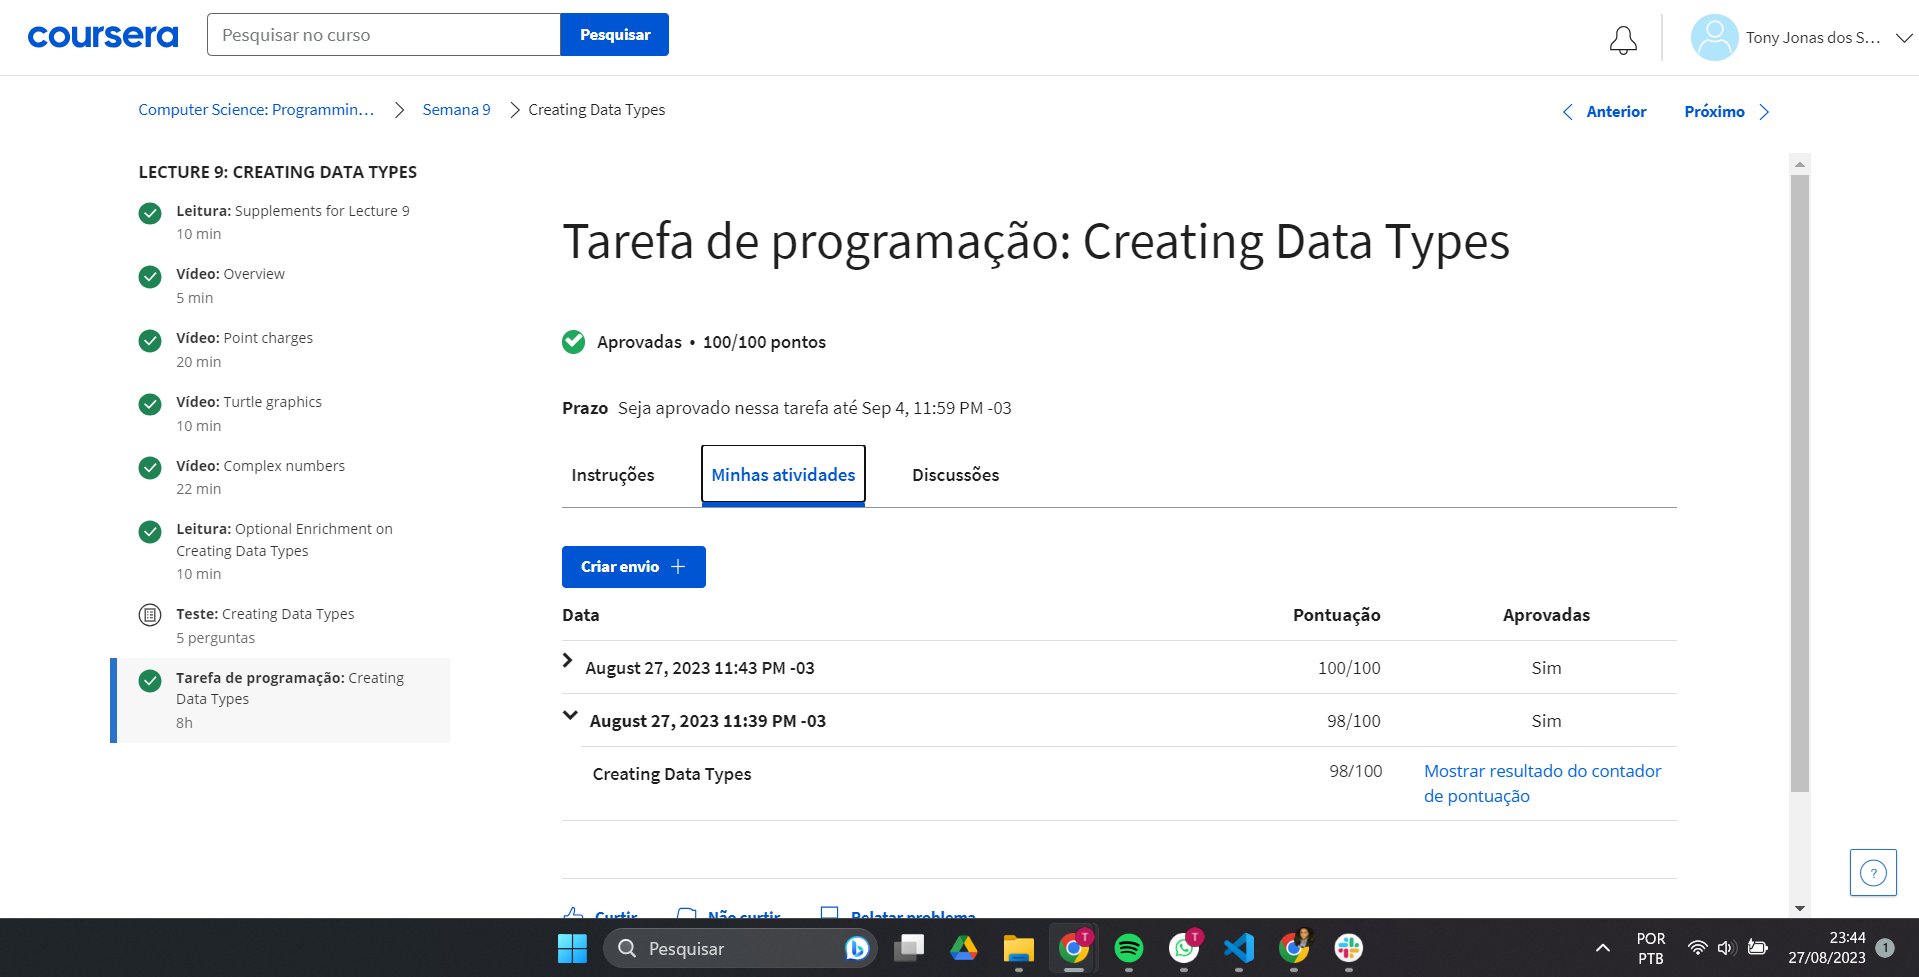 coursera
Pesquisar no curso
Pesquisar
Tony Jonas dos S...
Computer Science: Programmin...
Semana 9
Creating Data Types
Anterior
Próximo
LECTURE 9: CREATING DATA TYPES
Leitura: Supplements for Lecture 9
10 min
Vídeo: Overview
5 min
Vídeo: Point charges
20 min
Vídeo: Turtle graphics
10 min
Vídeo: Complex numbers
22 min
Leitura: Optional Enrichment on
Creating Data Types
10 min
Teste: Creating Data Types
5 perguntas
Tarefa de programação: Creating
Data Types
8h
Tarefa de programação: Creating Data Types
Aprovadas • 100/100 pontos
Prazo Seja aprovado nessa tarefa até Sep 4, 11:59 PM -03
Instruções
Minhas atividades
Discussões
Criar envio
Data Pontuação Aprovadas
August 27, 2023 11:43 PM -03 100/100 Sim
August 27, 2023 11:39 PM -03 98/100 Sim
Creating Data Types 98/100 Mostrar resultado do contador
de pontuação
Curtir
Não curtir
Relatar problema
?
Pesquisar
T
T
POR
PTB
23:44
27/08/2023
1